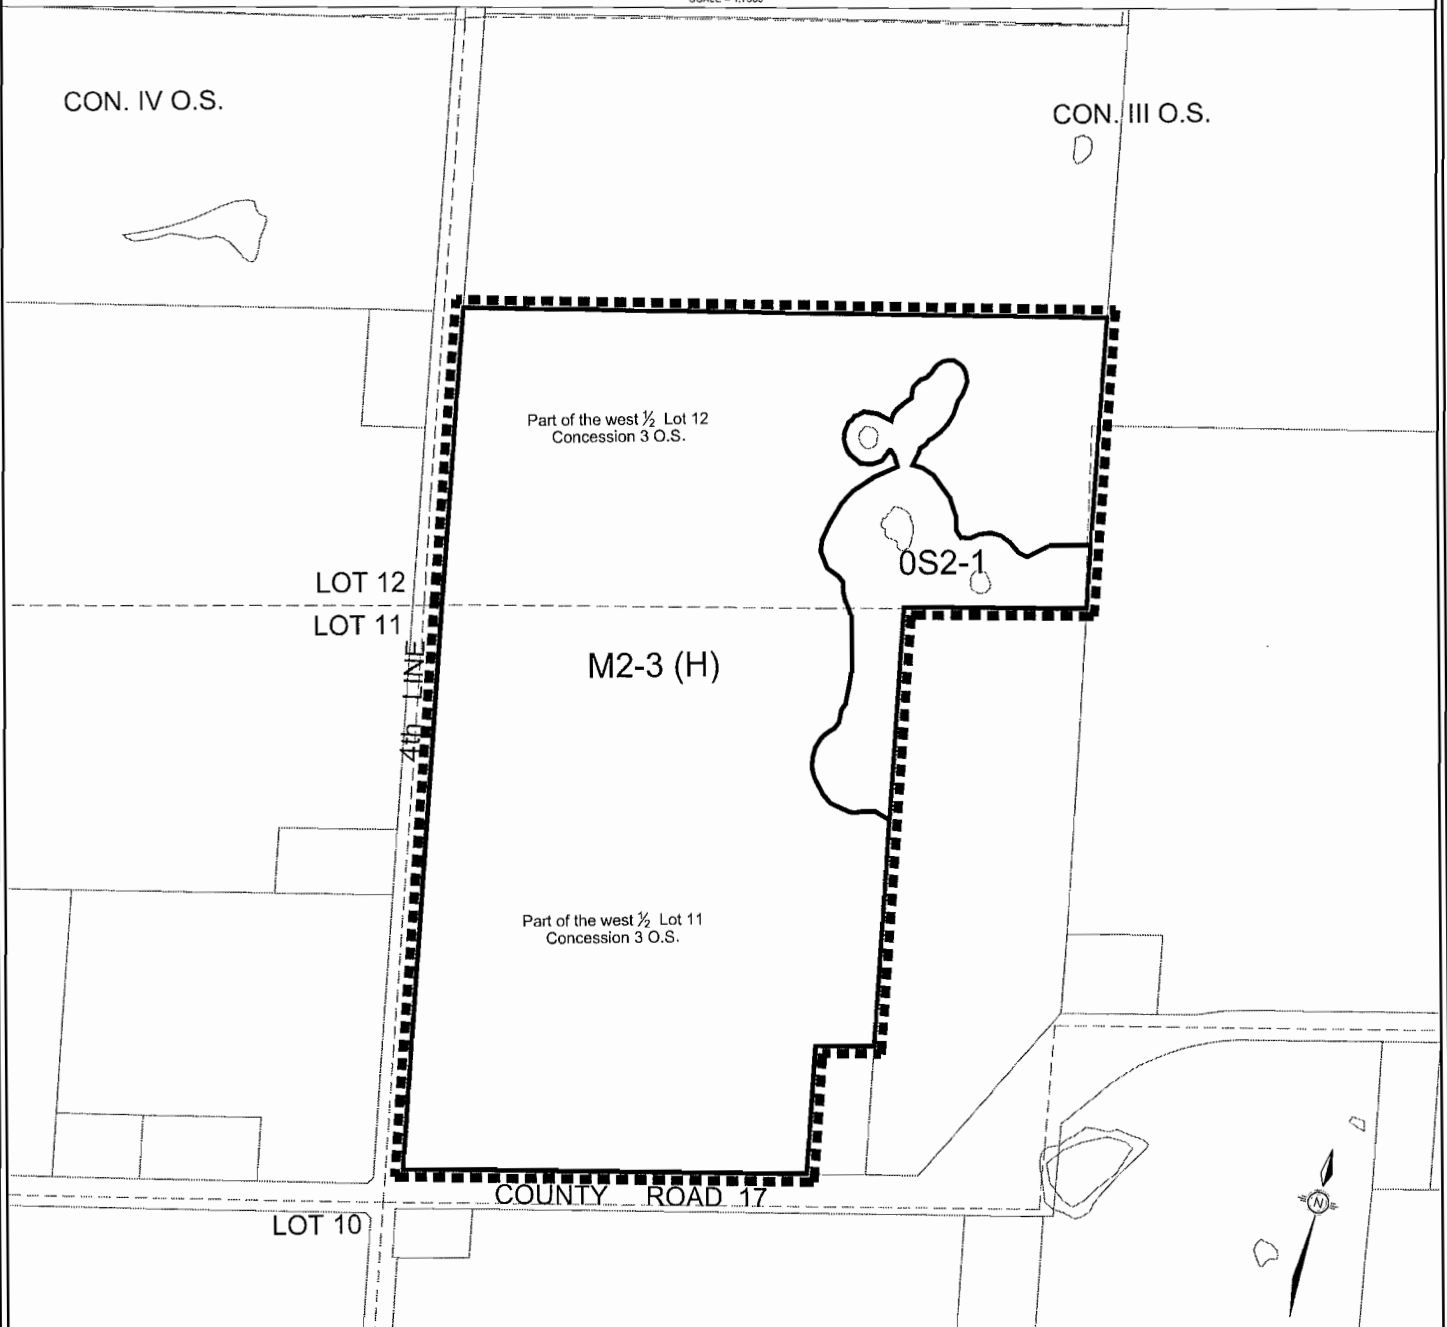 CON. IV O.S.
CON. III O.S.
Part of the west ½ Lot 12
Concession 3 O.S.
0S2-1
LOT 12
LOT 11
4th LINE
M2-3 (H)
Part of the west ½ Lot 11
Concession 3 O.S.
COUNTY ROAD 17
LOT 10
N